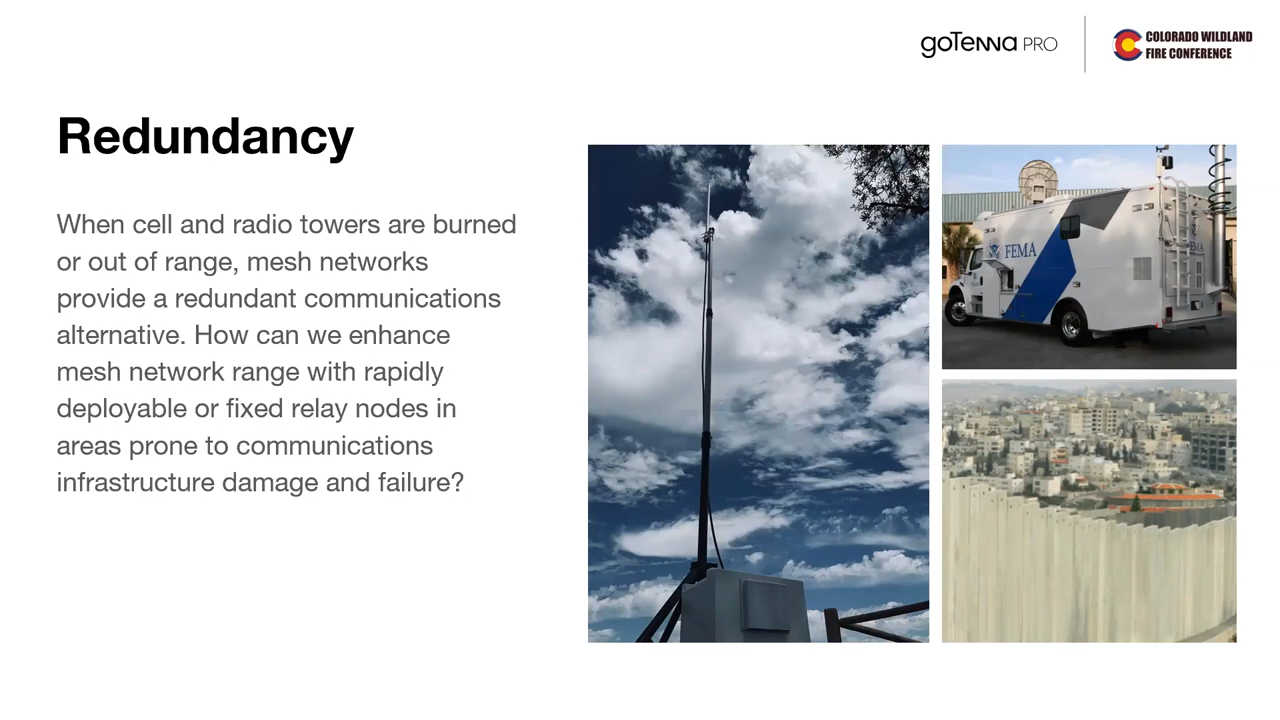 goTenna PRO
COLORADO WILDLAND
FIRE CONFERENCE
Redundancy
When cell and radio towers are burned
or out of range, mesh networks
provide a redundant communications
alternative. How can we enhance
mesh network range with rapidly
deployable or fixed relay nodes in
areas prone to communications
infrastructure damage and failure?
FEMA